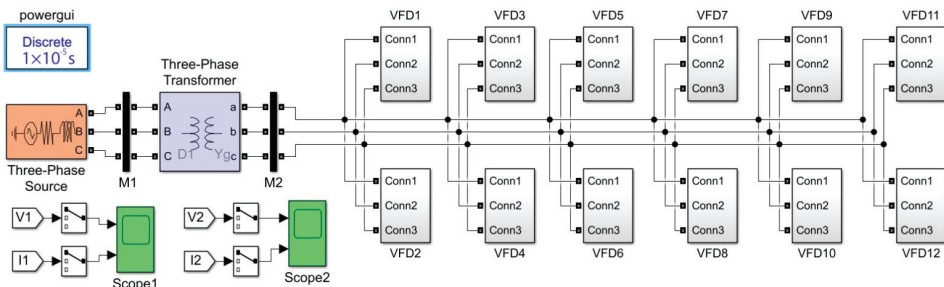 powergui
Discrete
1×10⁻⁵s
Three-Phase
Source
A
B
C
M1
Three-Phase
Transformer
A
B
C
D1
Yg
a
b
c
M2
V1
I1
Scope1
V2
I2
Scope2
VFD1
Conn1
Conn2
Conn3
VFD3
Conn1
Conn2
Conn3
VFD5
Conn1
Conn2
Conn3
VFD7
Conn1
Conn2
Conn3
VFD9
Conn1
Conn2
Conn3
VFD11
Conn1
Conn2
Conn3
Conn1
Conn2
Conn3
VFD2
Conn1
Conn2
Conn3
VFD4
Conn1
Conn2
Conn3
VFD6
Conn1
Conn2
Conn3
VFD8
Conn1
Conn2
Conn3
VFD10
Conn1
Conn2
Conn3
VFD12